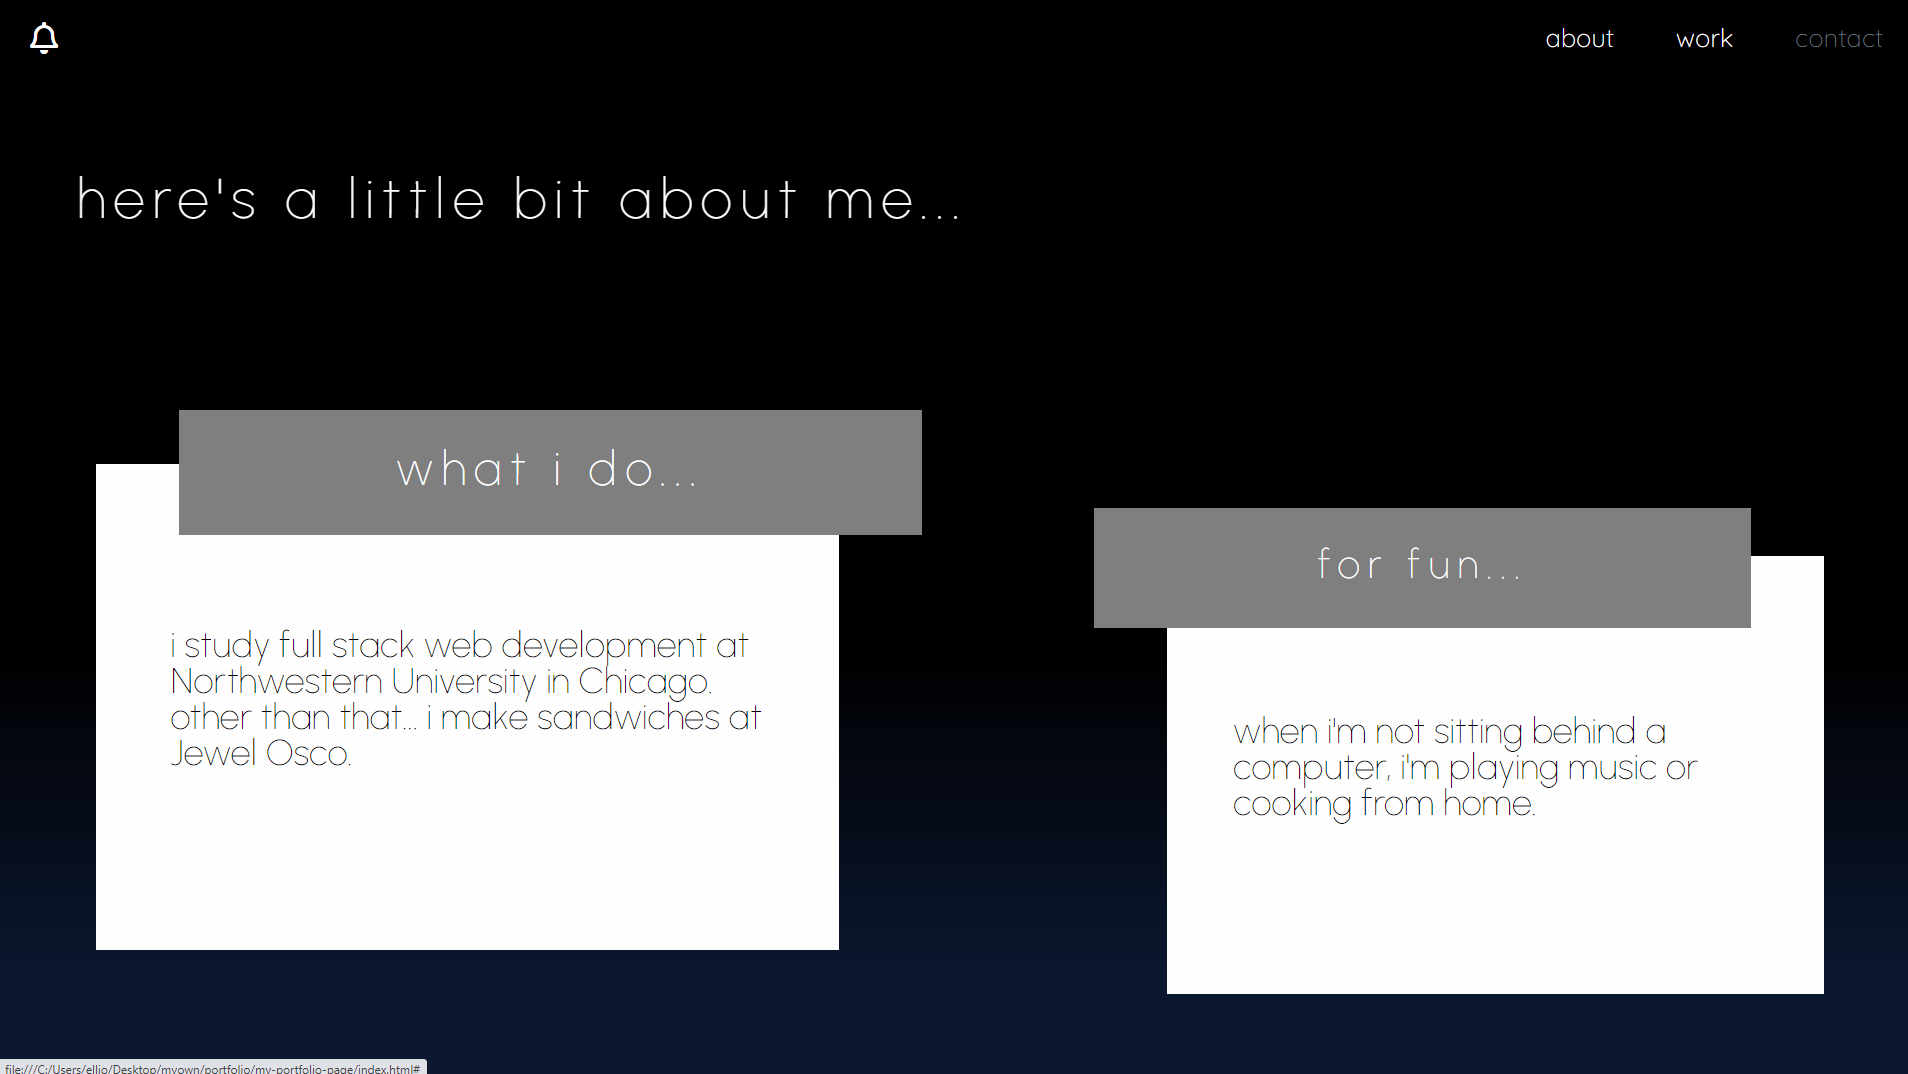 about work contact
here's a little bit about me...
what i do...
i study full stack web development at
Northwestern University in Chicago.
other than that... i make sandwiches at
Jewel Osco.
for fun...
when i'm not sitting behind a
computer, i'm playing music or
cooking from home.
file:///C:/Users/ellio/Desktop/myown/portfolio/my-portfolio-page/index.html#